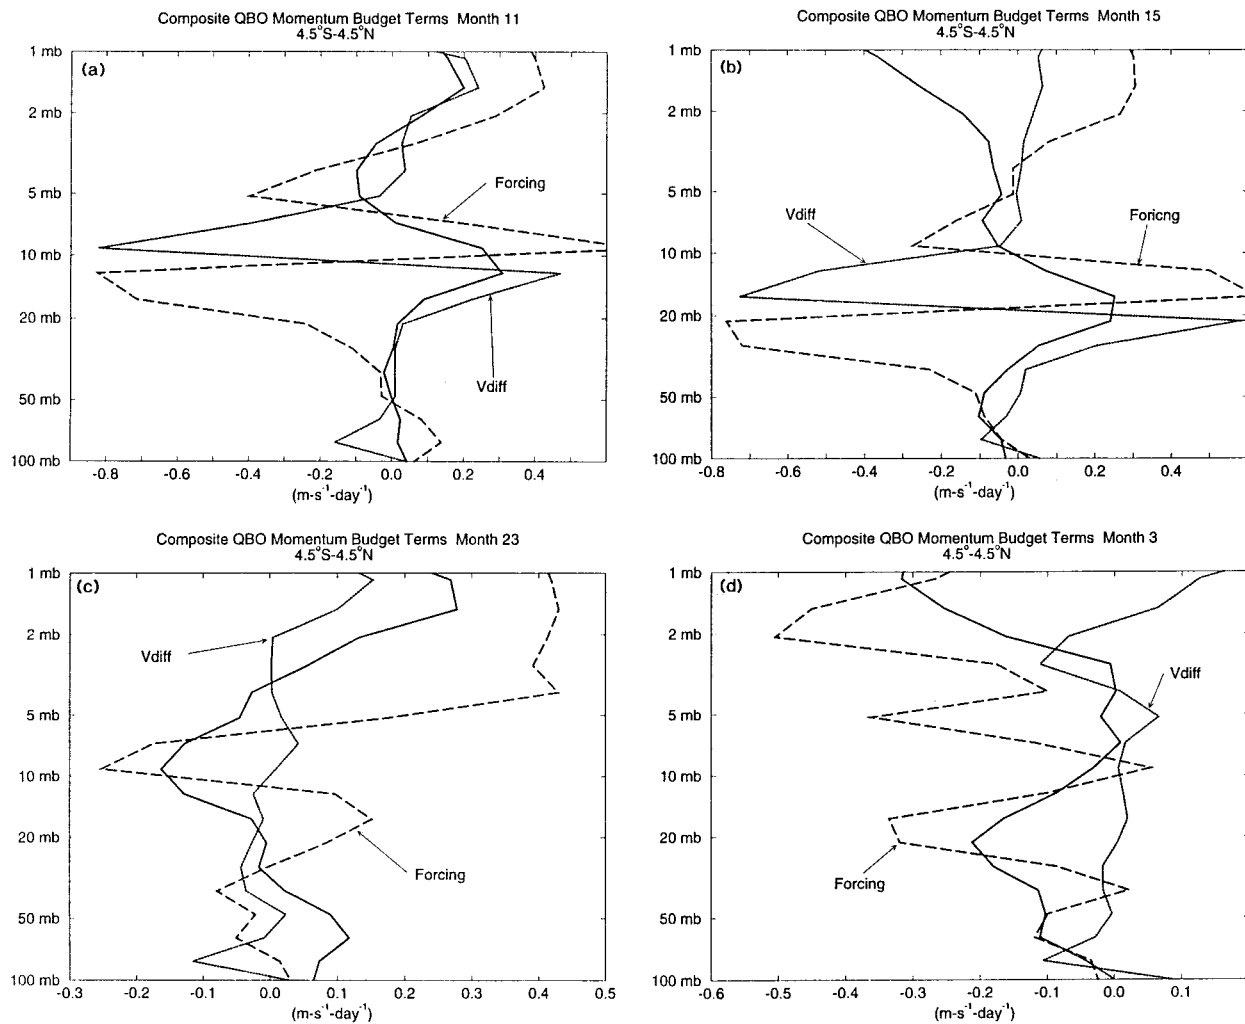 Composite QBO Momentum Budget Terms Month 11
4.5°S-4.5°N
(a)
1 mb
2 mb
5 mb
10 mb
20 mb
50 mb
100 mb
Forcing
Vdiff
-0.8 -0.6 -0.4 -0.2 0.0 0.2 0.4
(m-s⁻¹-day⁻¹)
Composite QBO Momentum Budget Terms Month 15
4.5°S-4.5°N
(b)
1 mb
2 mb
5 mb
10 mb
20 mb
50 mb
100 mb
Vdiff
Foricng
-0.8 -0.6 -0.4 -0.2 0.0 0.2 0.4
(m-s⁻¹-day⁻¹)
Composite QBO Momentum Budget Terms Month 23
4.5°S-4.5°N
(c)
1 mb
2 mb
5 mb
10 mb
20 mb
50 mb
100 mb
Vdiff
Forcing
-0.3 -0.2 -0.1 0.0 0.1 0.2 0.3 0.4 0.5
(m-s⁻¹-day⁻¹)
Composite QBO Momentum Budget Terms Month 3
4.5°-4.5°N
(d)
1 mb
2 mb
5 mb
10 mb
20 mb
50 mb
100 mb
Vdiff
Forcing
-0.6 -0.5 -0.4 -0.3 -0.2 -0.1 0.0 0.1
(m-s⁻¹-day⁻¹)